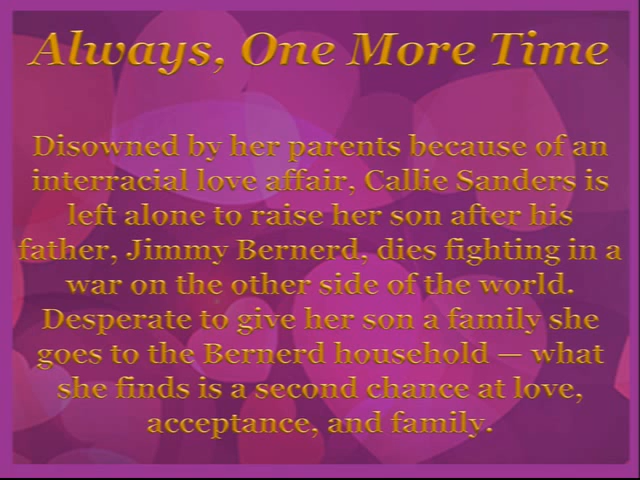 Always, One More Time
Disowned by her parents because of an
interracial love affair, Callie Sanders is
left alone to raise her son after his
father, Jimmy Bernerd, dies fighting in a
war on the other side of the world.
Desperate to give her son a family she
goes to the Bernerd household — what
she finds is a second chance at love,
acceptance, and family.